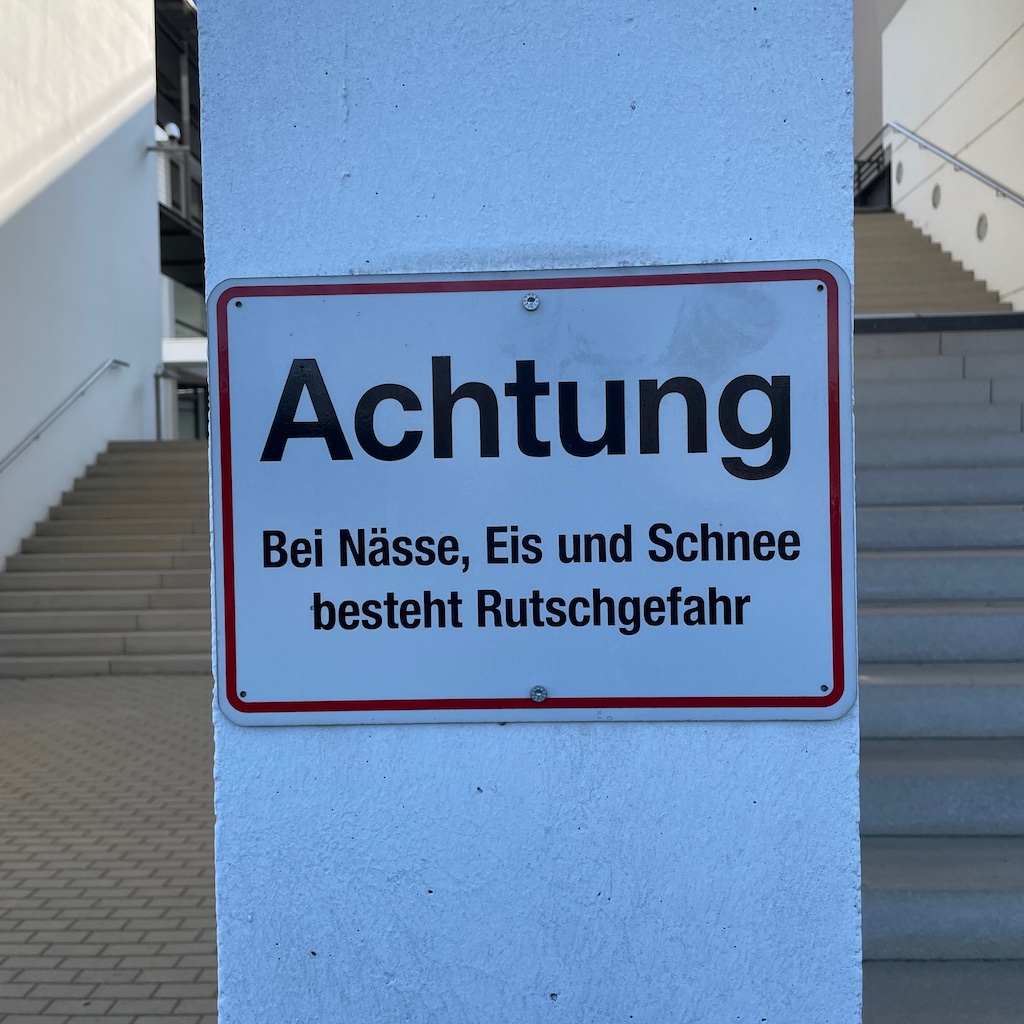 Achtung
Bei Nässe, Eis und Schnee
besteht Rutschgefahr